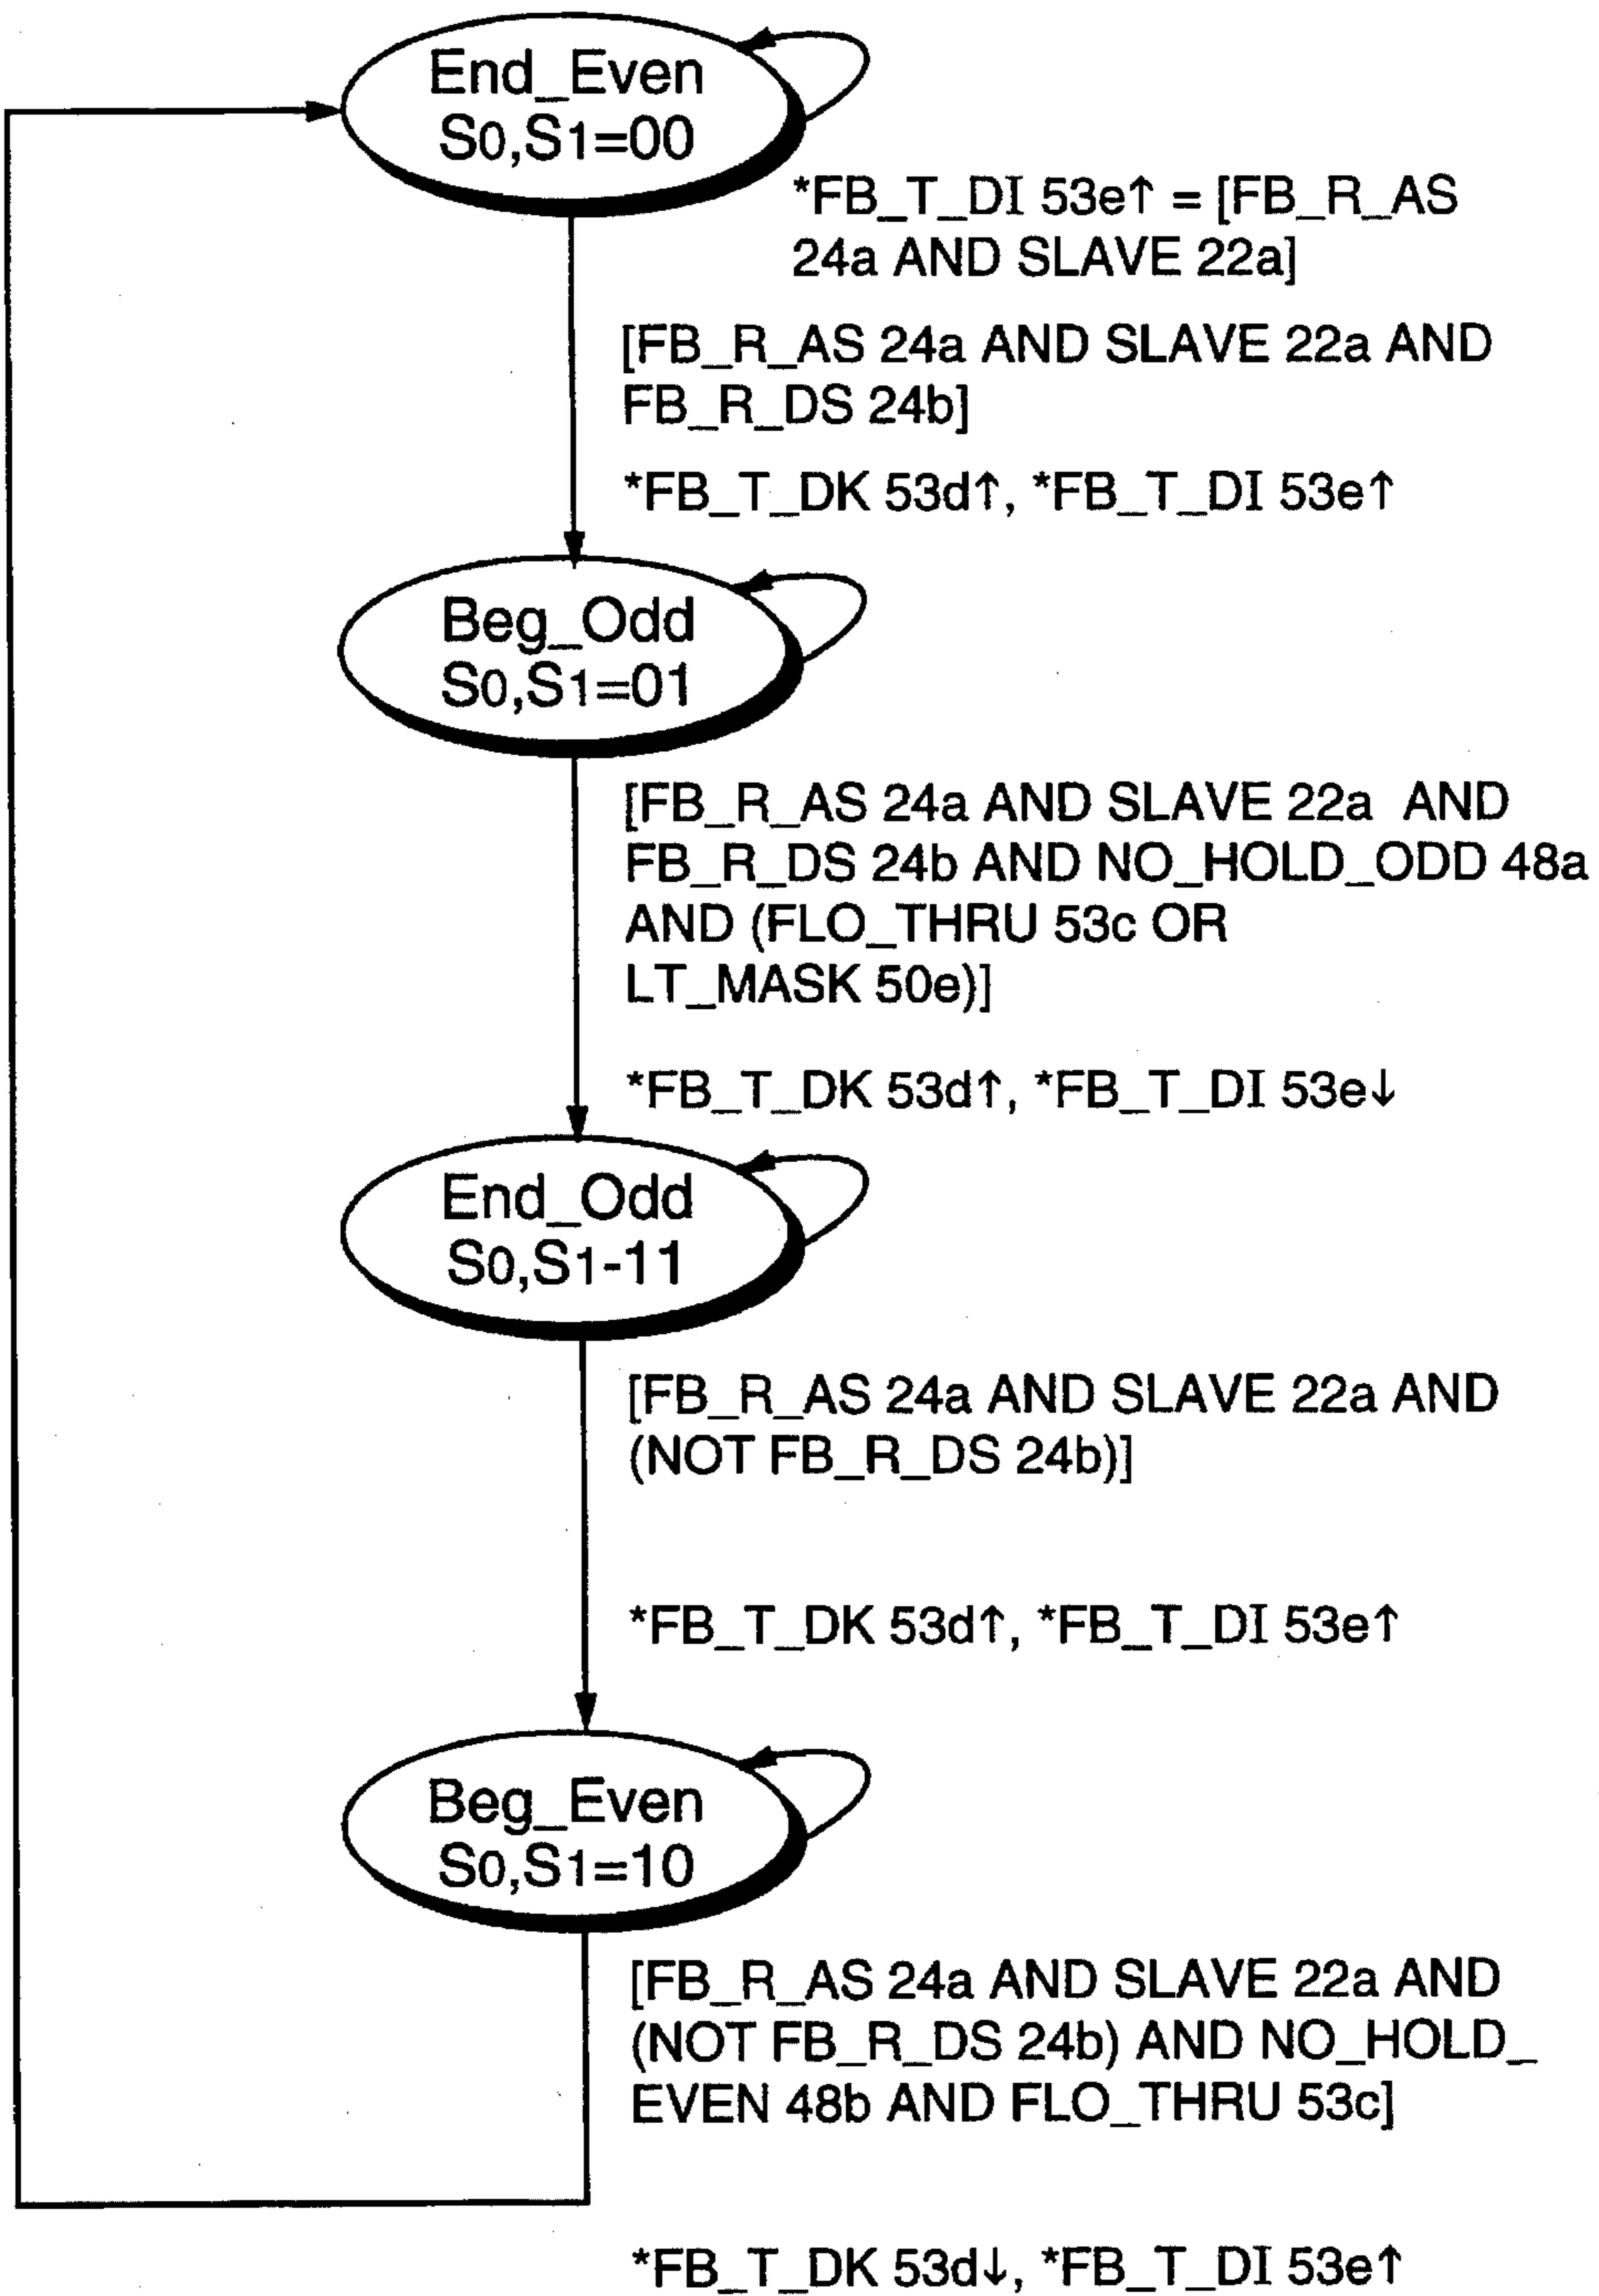 End_Even
S0,S1=00
*FB_T_DI 53e↑ = [FB_R_AS
24a AND SLAVE 22a]
[FB_R_AS 24a AND SLAVE 22a AND
FB_R_DS 24b]
*FB_T_DK 53d↑, *FB_T_DI 53e↑
Beg_Odd
S0,S1=01
[FB_R_AS 24a AND SLAVE 22a AND
FB_R_DS 24b AND NO_HOLD_ODD 48a
AND (FLO_THRU 53c OR
LT_MASK 50e)]
*FB_T_DK 53d↑, *FB_T_DI 53e↓
End_Odd
S0,S1-11
[FB_R_AS 24a AND SLAVE 22a AND
(NOT FB_R_DS 24b)]
*FB_T_DK 53d↑, *FB_T_DI 53e↑
Beg_Even
S0,S1=10
[FB_R_AS 24a AND SLAVE 22a AND
(NOT FB_R_DS 24b) AND NO_HOLD_
EVEN 48b AND FLO_THRU 53c]
*FB_T_DK 53d↓, *FB_T_DI 53e↑